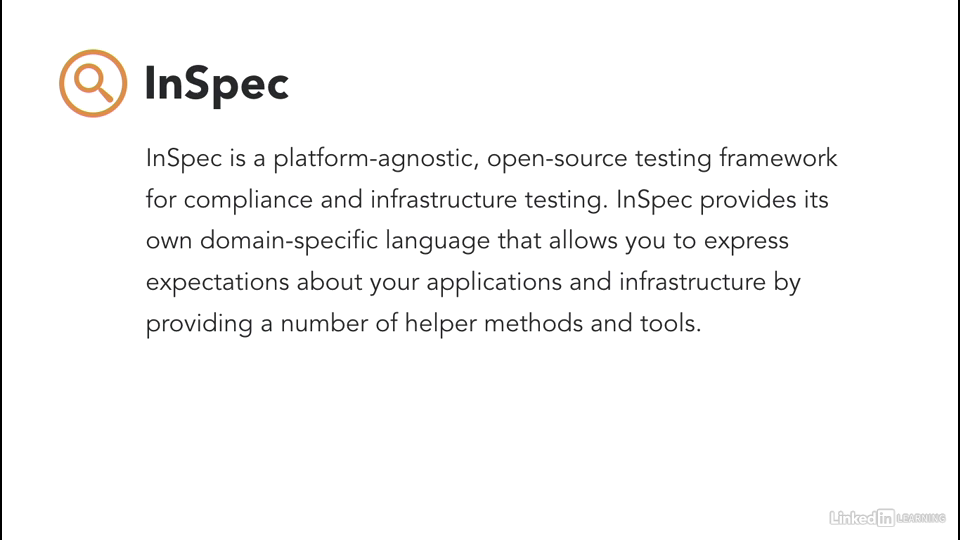 InSpec
InSpec is a platform-agnostic, open-source testing framework
for compliance and infrastructure testing. InSpec provides its
own domain-specific language that allows you to express
expectations about your applications and infrastructure by
providing a number of helper methods and tools.
Linked in LEARNING